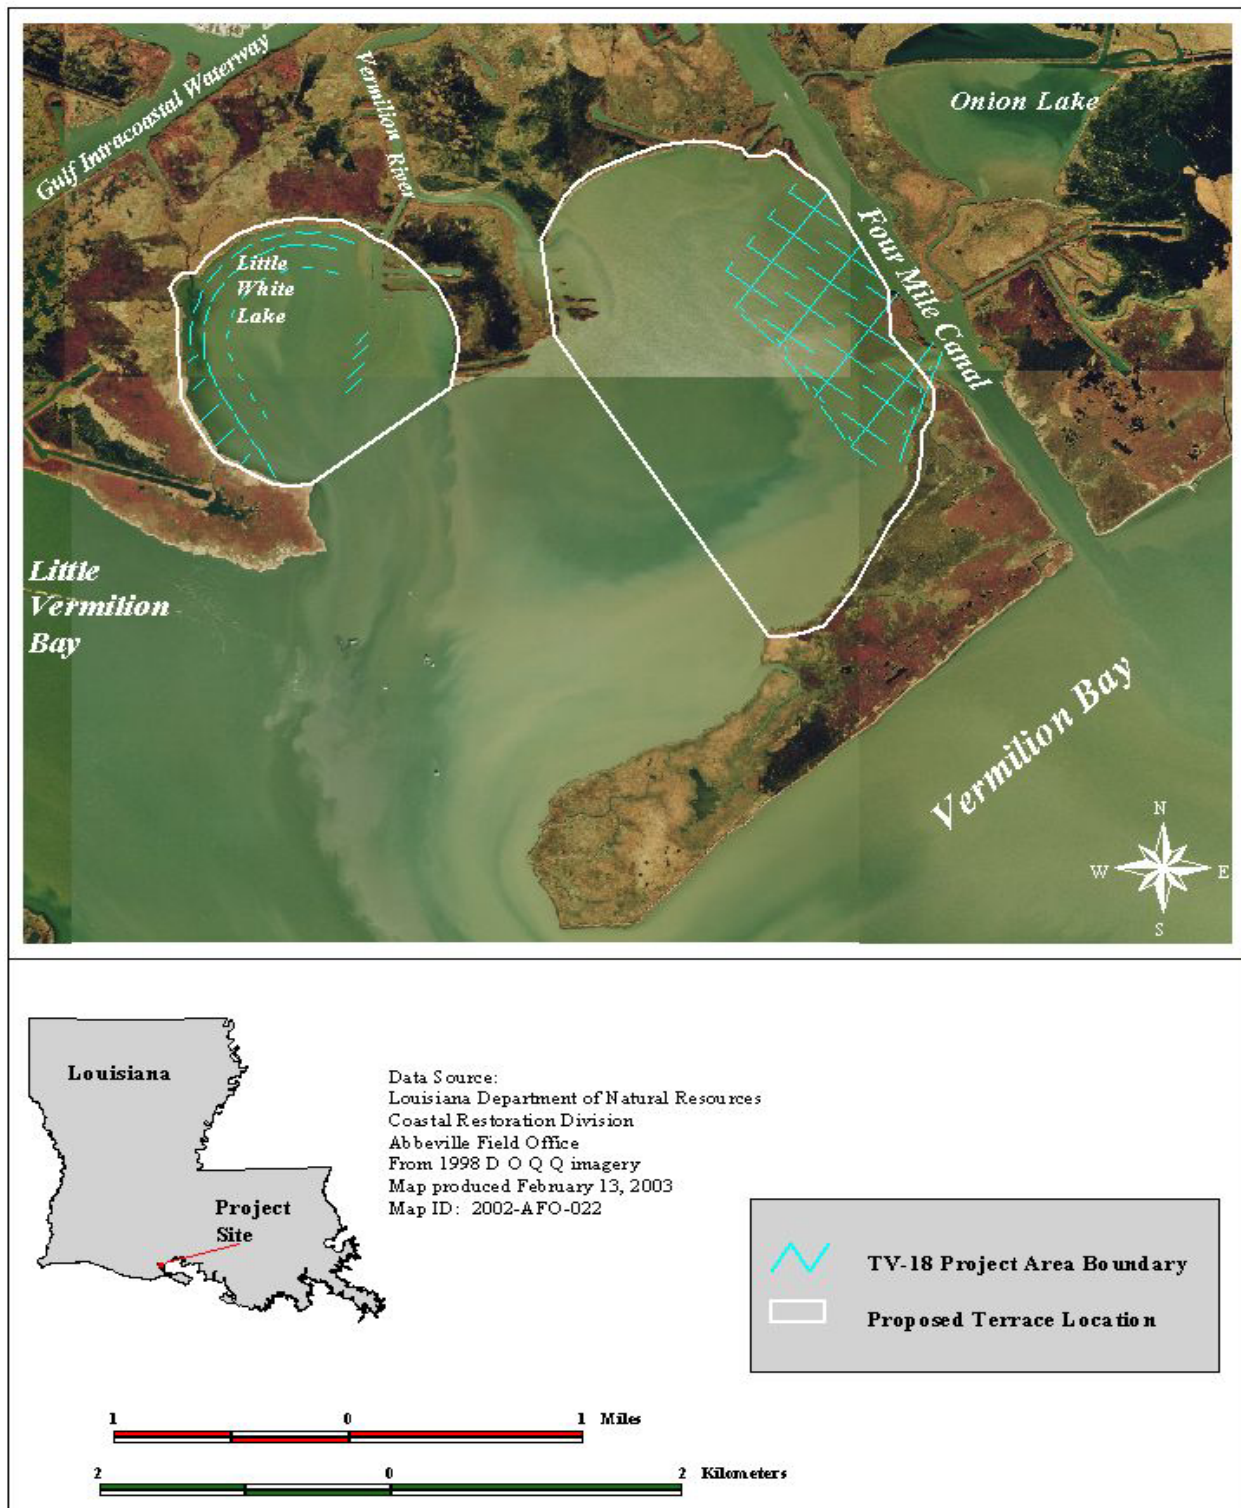 Gulf Intracoastal Waterway
Vermilion River
Onion Lake
Four Mile Canal
Little
White
Lake
Little
Vermilion
Bay
Vermilion Bay
N
W E
S
Louisiana
Project
Site
Data Source:
Louisiana Department of Natural Resources
Coastal Restoration Division
Abbeville Field Office
From 1998 D O Q Q imagery
Map produced February 13, 2003
Map ID: 2002-AFO-022
TV-18 Project Area Boundary
Proposed Terrace Location
1 0 1 Miles
2 0 2 Kilometers